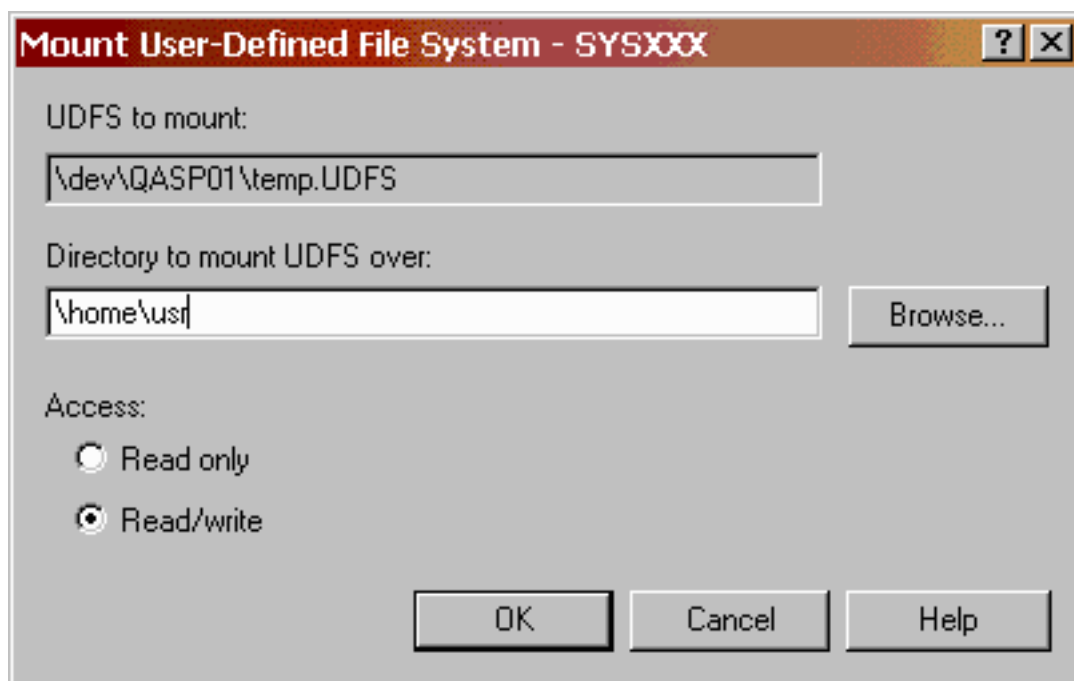 Mount User-Defined File System - SYSXXX ? X
UDFS to mount:
\dev\QASP01\temp.UDFS
Directory to mount UDFS over:
\home\usr
Browse...
Access:
Read only
Read/write
OK Cancel Help